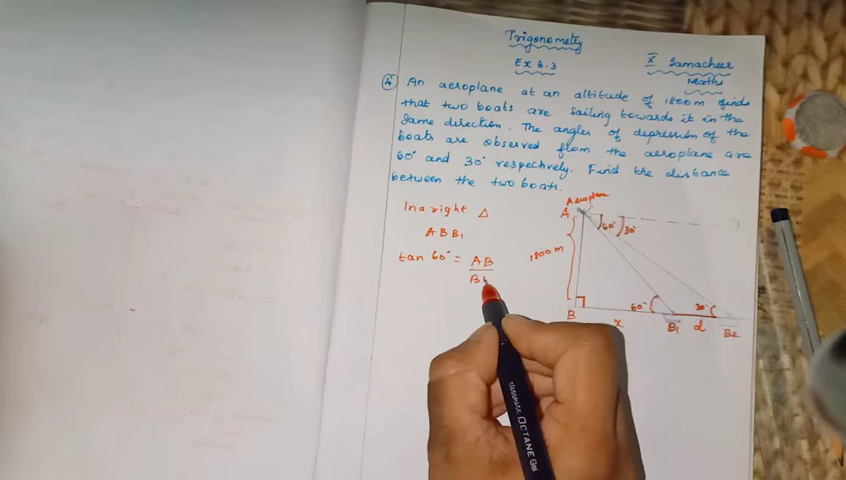 Trigonometry
Ex 6.3
X Samacheer
Maths
4 An aeroplane at an altitude of 1800m finds
that two boats are sailing towards it in the
same direction. The angles of depression of the
boats are observed from the aeroplane are
60° and 30° respectively. Find the distance
between the two boats.
In a right △
ABB1
tan 60° = AB
B
Aeroplane
A
60°
30°
1800m
60°
30°
B
x
B1
d
B2
OCTANE Gel